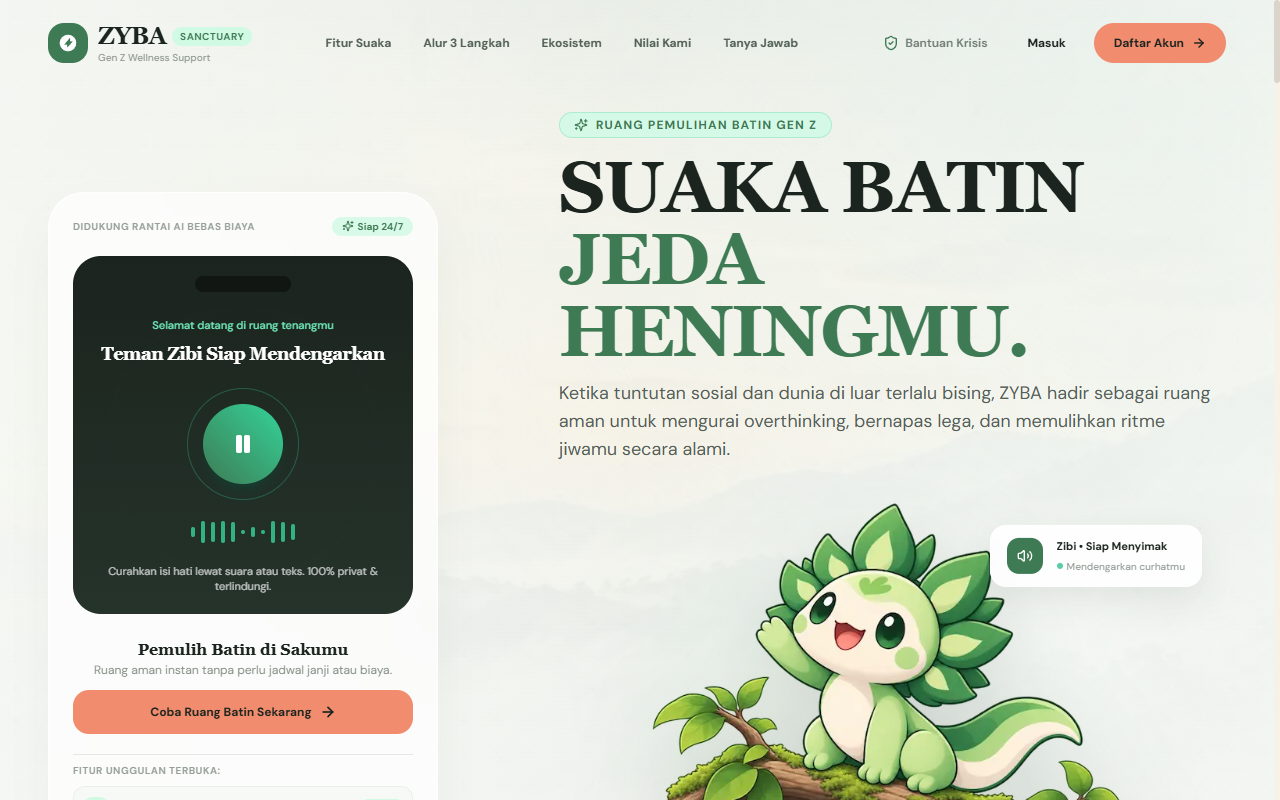 ZYBA SANCTUARY
Gen Z Wellness Support
Fitur Suaka
Alur 3 Langkah
Ekosistem
Nilai Kami
Tanya Jawab
Bantuan Krisis
Masuk
Daftar Akun
DIDUKUNG RANTAI AI BEBAS BIAYA
Siap 24/7
Selamat datang di ruang tenangmu
Teman Zibi Siap Mendengarkan
Curahkan isi hati lewat suara atau teks. 100% privat &
terlindungi.
Pemulih Batin di Sakumu
Ruang aman instan tanpa perlu jadwal janji atau biaya.
Coba Ruang Batin Sekarang
FITUR UNGGULAN TERBUKA:
RUANG PEMULIHAN BATIN GEN Z
SUAKA BATIN
JEDA
HENINGMU.
Ketika tuntutan sosial dan dunia di luar terlalu bising, ZYBA hadir sebagai ruang
aman untuk mengurai overthinking, bernapas lega, dan memulihkan ritme
jiwamu secara alami.
Zibi • Siap Menyimak
Mendengarkan curhatmu